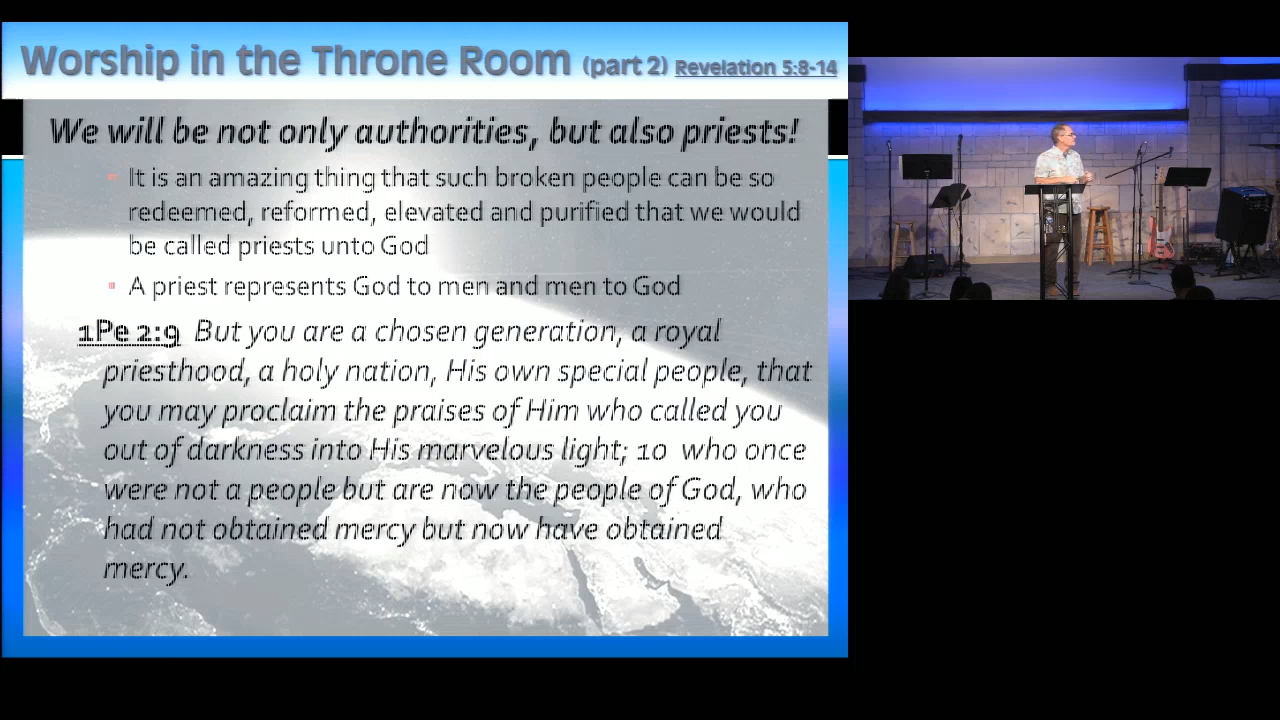 Worship in the Throne Room (part 2) Revelation 5:8-14
We will be not only authorities, but also priests!
It is an amazing thing that such broken people can be so
redeemed, reformed, elevated and purified that we would
be called priests unto God
A priest represents God to men and men to God
1Pe 2:9 But you are a chosen generation, a royal
priesthood, a holy nation, His own special people, that
you may proclaim the praises of Him who called you
out of darkness into His marvelous light; 10 who once
were not a people but are now the people of God, who
had not obtained mercy but now have obtained
mercy.